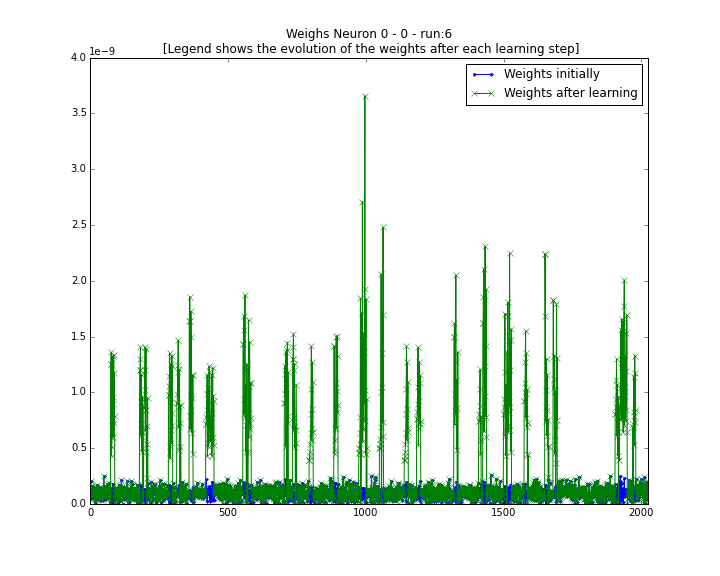 Weighs Neuron 0 - 0 - run:6
[Legend shows the evolution of the weights after each learning step]
1e−9
4.0
3.5
3.0
2.5
2.0
1.5
1.0
0.5
0.0
0
500
1000
1500
2000
Weights initially
Weights after learning